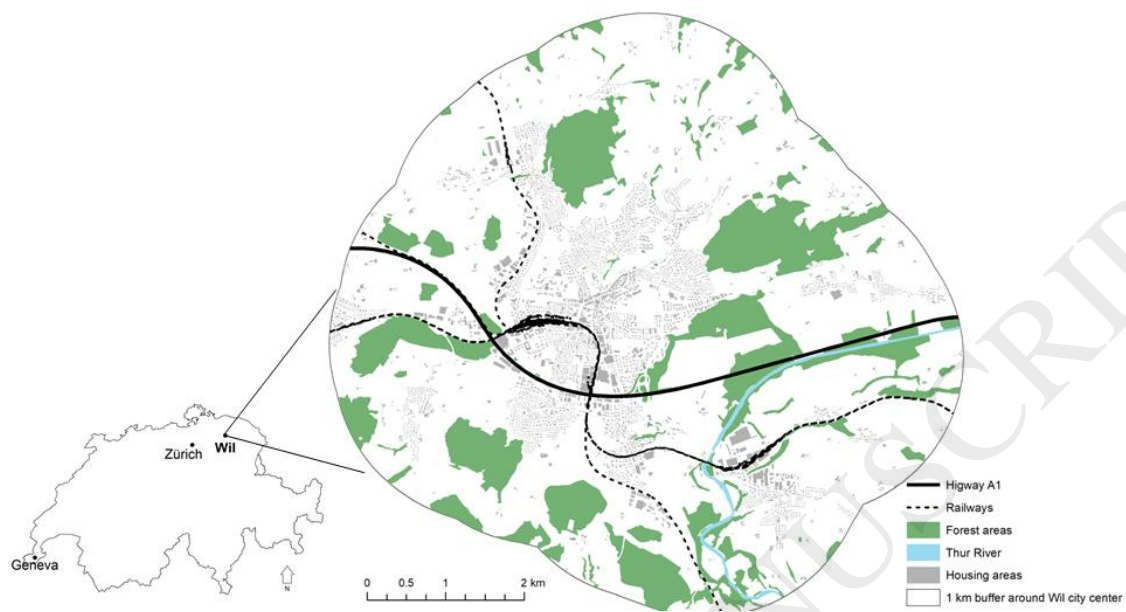 Zürich
Wil
Geneva
N
0 0.5 1 2 km
Higway A1
Railways
Forest areas
Thur River
Housing areas
1 km buffer around Wil city center
NUSCRIP